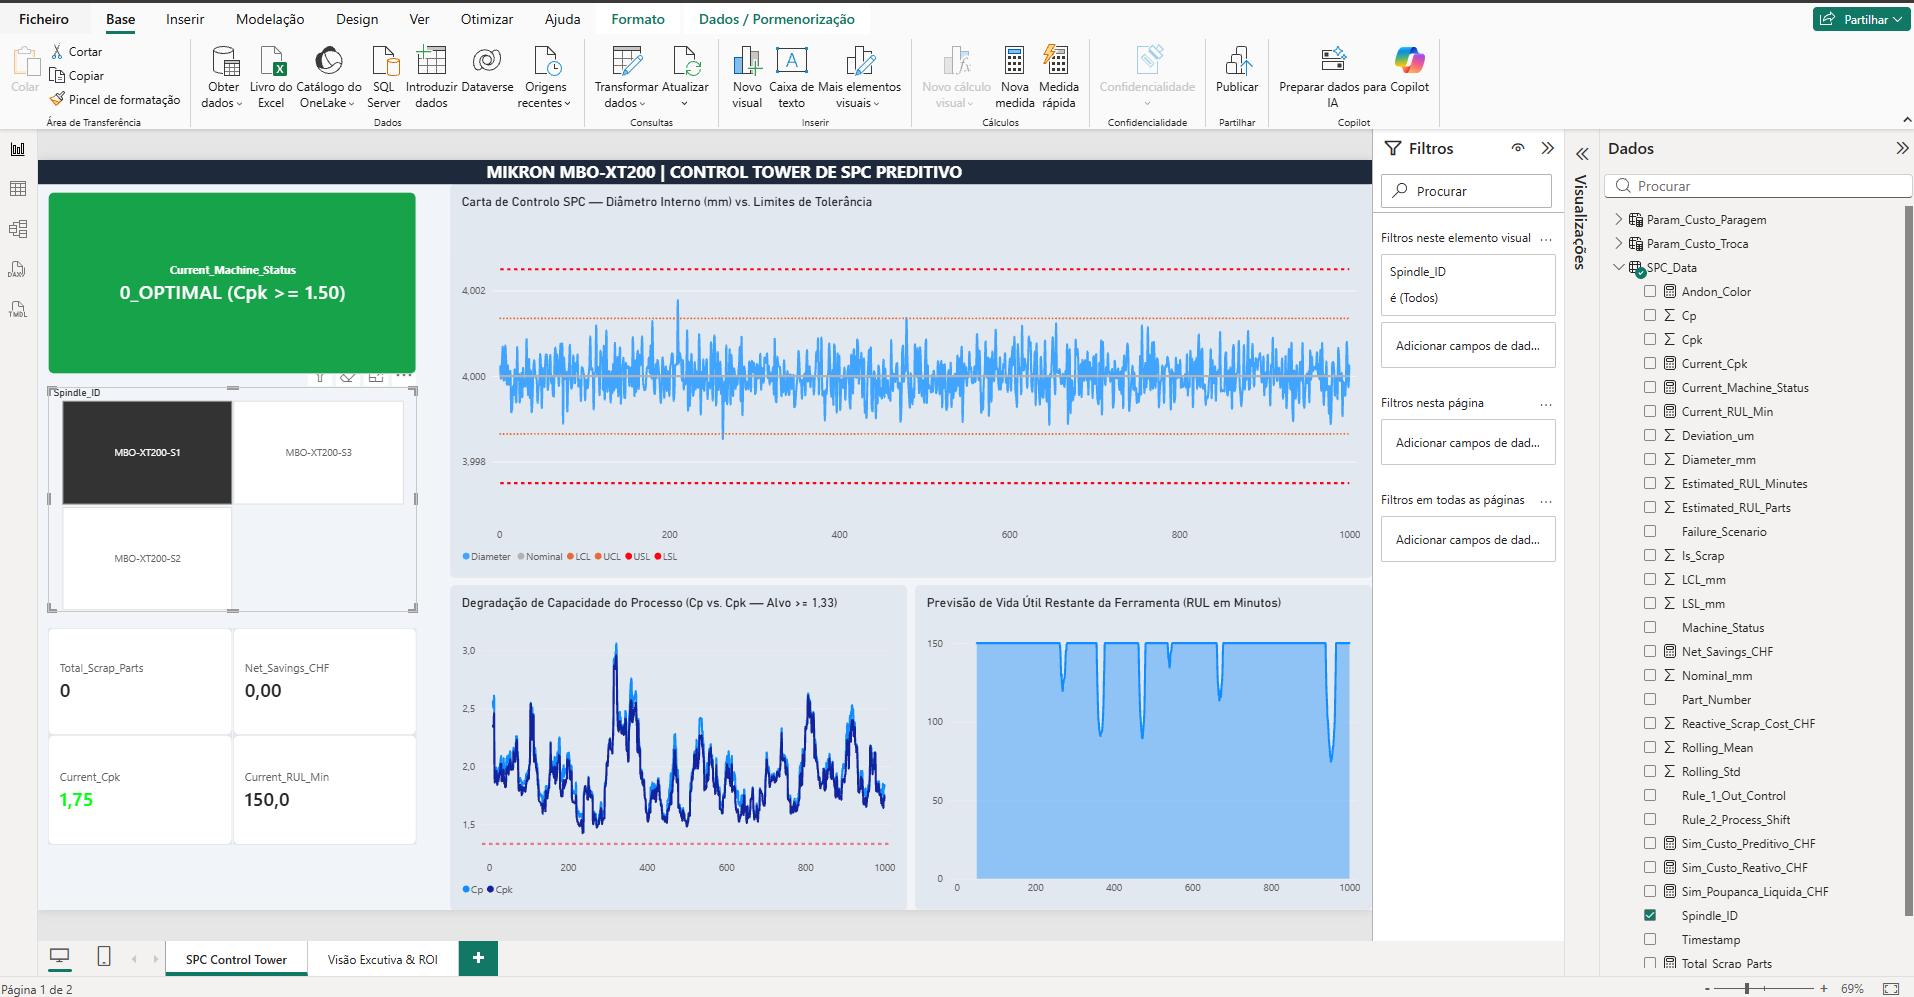 Ficheiro
Base
Inserir
Modelação
Design
Ver
Otimizar
Ajuda
Formato
Dados / Pormenorização
Partilhar
Colar
Cortar
Copiar
Pincel de formatação
Área de Transferência
Obter dados
Livro do Excel
Catálogo do OneLake
SQL Server
Introduzir dados
Dataverse
Origens recentes
Dados
Transformar dados
Atualizar
Consultas
Novo visual
Caixa de texto
Mais elementos visuais
Inserir
Novo cálculo visual
Nova medida
Medida rápida
Cálculos
Confidencialidade
Confidencialidade
Publicar
Partilhar
Preparar dados para IA
Copilot
Copilot
DAX
TMDL
MIKRON MBO-XT200 | CONTROL TOWER DE SPC PREDITIVO
Current_Machine_Status
0_OPTIMAL (Cpk >= 1.50)
Spindle_ID
MBO-XT200-S1
MBO-XT200-S3
MBO-XT200-S2
Total_Scrap_Parts
0
Net_Savings_CHF
0,00
Current_Cpk
1,75
Current_RUL_Min
150,0
Carta de Controlo SPC — Diâmetro Interno (mm) vs. Limites de Tolerância
4,002
4,000
3,998
0 200 400 600 800 1000
Diameter Nominal LCL UCL USL LSL
Degradação de Capacidade do Processo (Cp vs. Cpk — Alvo >= 1,33)
3,0
2,5
2,0
1,5
0 200 400 600 800 1000
Cp Cpk
Previsão de Vida Útil Restante da Ferramenta (RUL em Minutos)
150
100
50
0
0 200 400 600 800 1000
Filtros
Procurar
Filtros neste elemento visual ...
Spindle_ID
é (Todos)
Adicionar campos de dad...
Filtros nesta página ...
Adicionar campos de dad...
Filtros em todas as páginas ...
Adicionar campos de dad...
Visualizações
Dados
Procurar
Param_Custo_Paragem
Param_Custo_Troca
SPC_Data
Andon_Color
Cp
Cpk
Current_Cpk
Current_Machine_Status
Current_RUL_Min
Deviation_um
Diameter_mm
Estimated_RUL_Minutes
Estimated_RUL_Parts
Failure_Scenario
Is_Scrap
LCL_mm
LSL_mm
Machine_Status
Net_Savings_CHF
Nominal_mm
Part_Number
Reactive_Scrap_Cost_CHF
Rolling_Mean
Rolling_Std
Rule_1_Out_Control
Rule_2_Process_Shift
Sim_Custo_Preditivo_CHF
Sim_Custo_Reativo_CHF
Sim_Poupanca_Liquida_CHF
Spindle_ID
Timestamp
Total_Scrap_Parts
SPC Control Tower
Visão Excutiva & ROI
+
Página 1 de 2
- + 69%